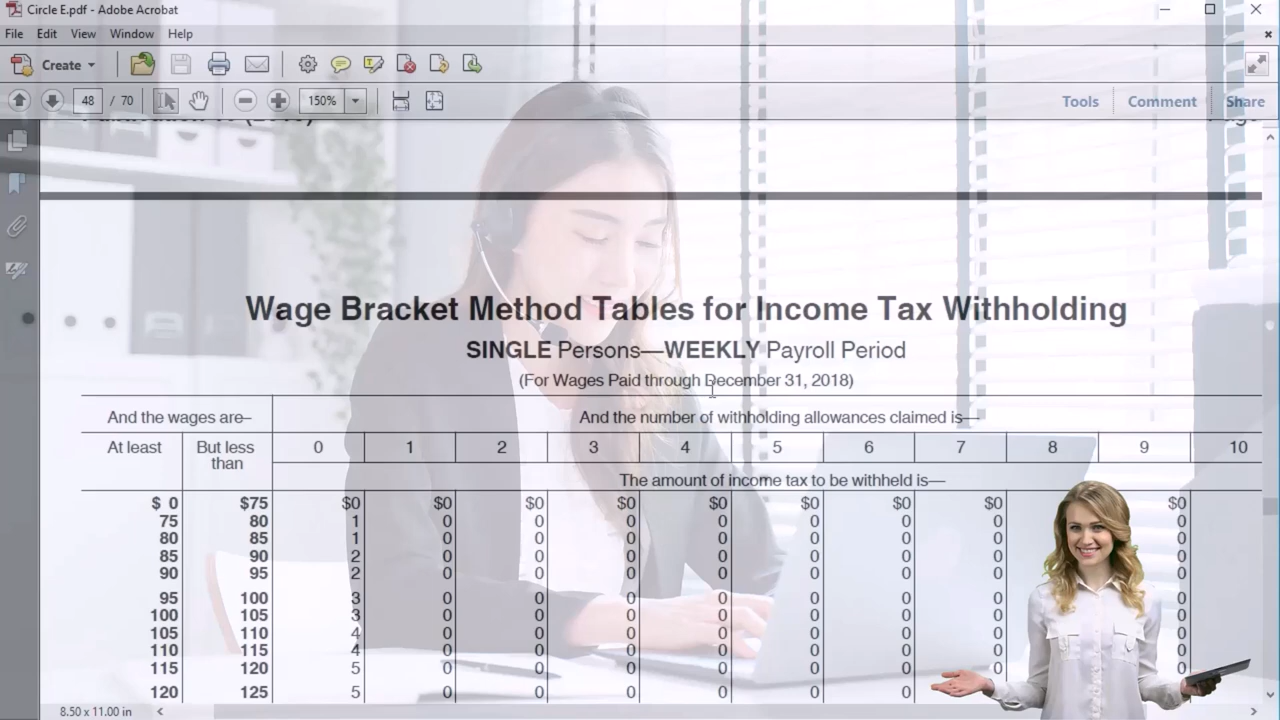 Circle E.pdf - Adobe Acrobat
File Edit View Window Help
Create
48 / 70 150% Tools Comment Share
Wage Bracket Method Tables for Income Tax Withholding
SINGLE Persons—WEEKLY Payroll Period
(For Wages Paid through December 31, 2018)
And the wages are– And the number of withholding allowances claimed is—
At least But less than 0 1 2 3 4 5 6 7 8 9 10
The amount of income tax to be withheld is—
$ 0 $75 $0 $0 $0 $0 $0 $0 $0 $0 $0
75 80 1 0 0 0 0 0 0 0 0
80 85 1 0 0 0 0 0 0 0 0
85 90 2 0 0 0 0 0 0 0 0
90 95 2 0 0 0 0 0 0 0 0
95 100 3 0 0 0 0 0 0 0 0
100 105 3 0 0 0 0 0 0 0 0
105 110 4 0 0 0 0 0 0 0 0
110 115 4 0 0 0 0 0 0 0 0
115 120 5 0 0 0 0 0 0 0 0
120 125 5 0 0 0 0 0 0 0 0
8.50 x 11.00 in